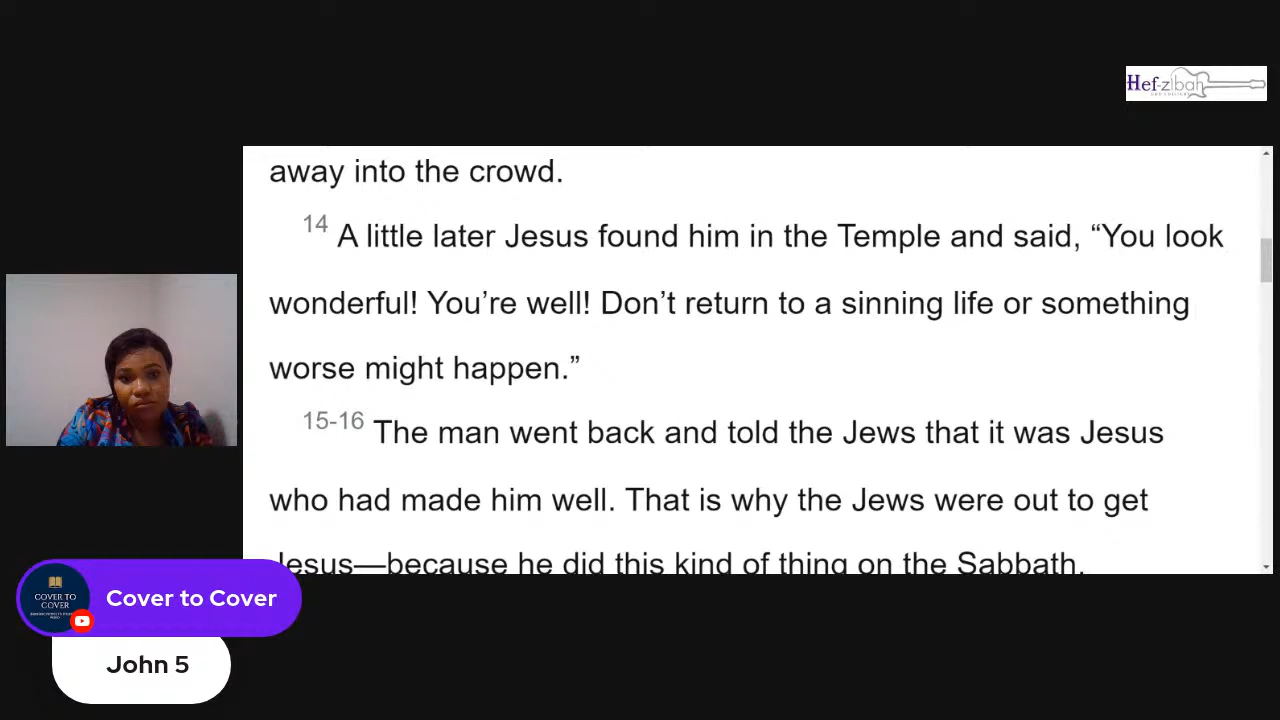 Hef-zibah
away into the crowd.
14 A little later Jesus found him in the Temple and said, “You look
wonderful! You’re well! Don’t return to a sinning life or something
worse might happen.”
15-16 The man went back and told the Jews that it was Jesus
who had made him well. That is why the Jews were out to get
Jesus—because he did this kind of thing on the Sabbath.
COVER TO
COVER
Cover to Cover
John 5